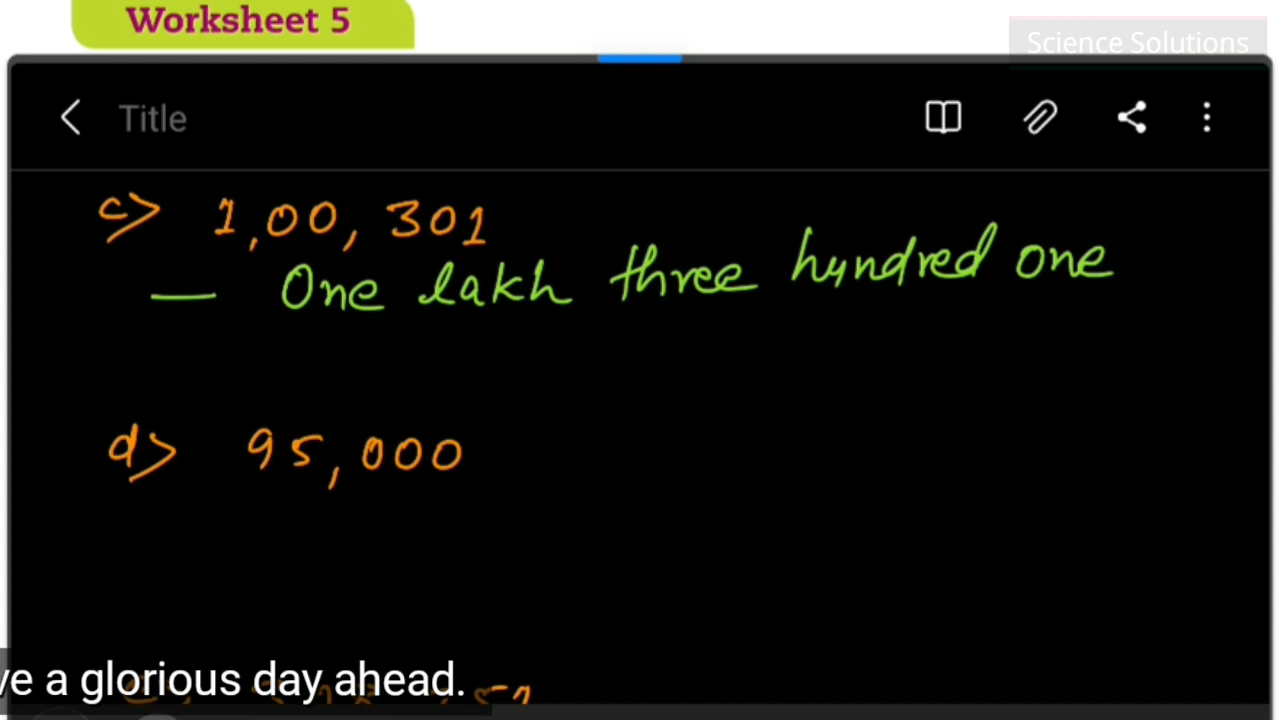 Worksheet 5
Science Solutions
Title
c> 1,00,301
— One lakh three hundred one
d> 95,000
ve a glorious day ahead.